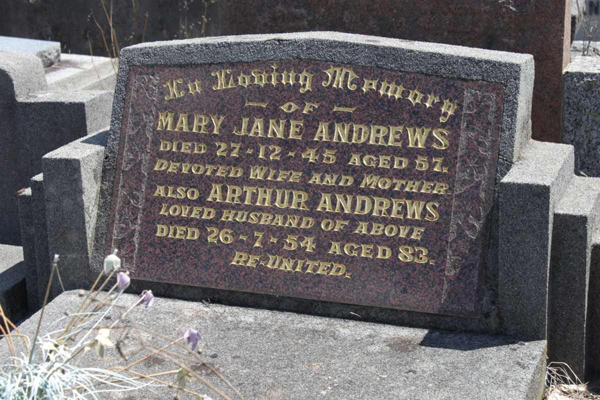 In Loving Memory
— OF —
MARY JANE ANDREWS
DIED 27-12-45 AGED 57.
DEVOTED WIFE AND MOTHER
ALSO ARTHUR ANDREWS
LOVED HUSBAND OF ABOVE
DIED 26-7-54 AGED 83.
RE-UNITED.